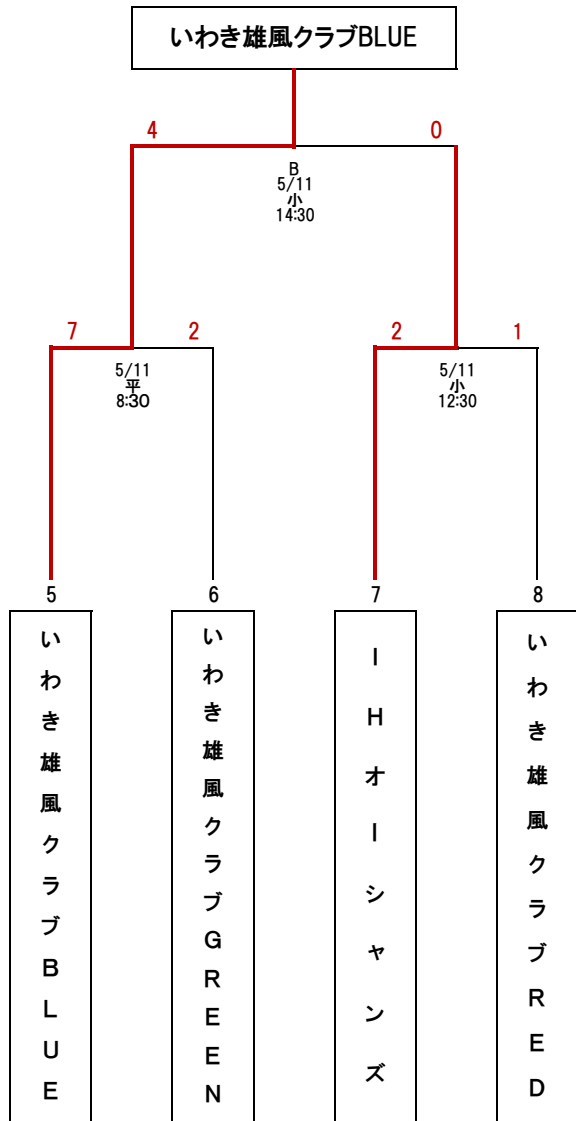 いわき雄風クラブBLUE
4 0
B
5/11
小
14:30
7 2 2 1
5/11
平
8:30
5/11
小
12:30
5 6 7 8
いわき雄風クラブBLUE
いわき雄風クラブGREEN
IHオーシャンズ
いわき雄風クラブRED